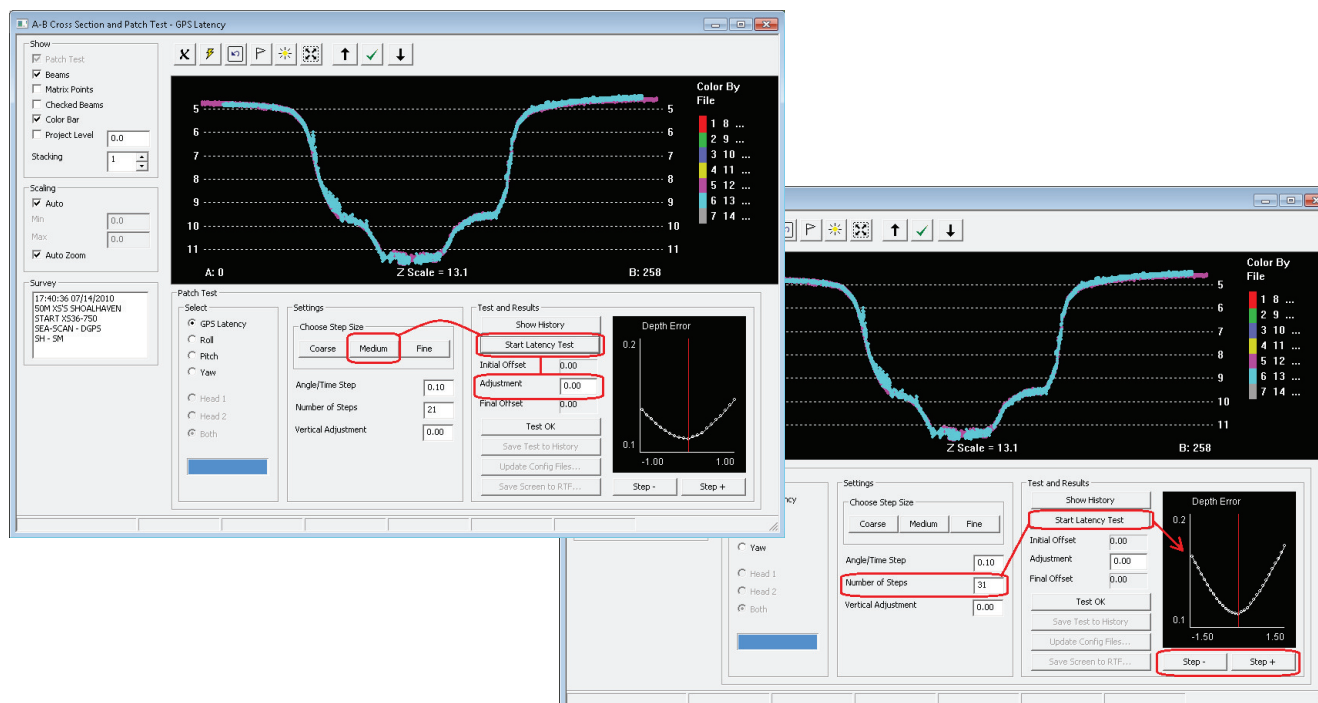 A-B Cross Section and Patch Test - GPS Latency
Show
Patch Test
Beams
Matrix Points
Checked Beams
Color Bar
Project Level 0.0
Stacking 1
Scaling
Auto
Min 0.0
Max 0.0
Auto Zoom
Survey
17:40:36 07/14/2010
50M XS'S SHOALHAVEN
START XS36-750
SEA-SCAN - DGPS
SH - SM
5 5
6 6
7 7
8 8
9 9
10 10
11 11
A: 0 Z Scale = 13.1 B: 258
Color By
File
1 8 ...
2 9 ...
3 10 ...
4 11 ...
5 12 ...
6 13 ...
7 14 ...
Patch Test
Select
GPS Latency
Roll
Pitch
Yaw
Head 1
Head 2
Both
Settings
Choose Step Size
Coarse Medium Fine
Angle/Time Step 0.10
Number of Steps 21
Vertical Adjustment 0.00
Test and Results
Show History
Start Latency Test
Initial Offset 0.00
Adjustment 0.00
Final Offset 0.00
Test OK
Save Test to History
Update Config Files...
Save Screen to RTF...
Depth Error
0.2
0.1
-1.00 1.00
Step - Step +
5
6
7
8
9
10
11
Z Scale = 13.1 B: 258
Color By
File
1 8 ...
2 9 ...
3 10 ...
4 11 ...
5 12 ...
6 13 ...
7 14 ...
ncy
Yaw
Head 1
Head 2
Both
Settings
Choose Step Size
Coarse Medium Fine
Angle/Time Step 0.10
Number of Steps 31
Vertical Adjustment 0.00
Test and Results
Show History
Start Latency Test
Initial Offset 0.00
Adjustment 0.00
Final Offset 0.00
Test OK
Save Test to History
Update Config Files...
Save Screen to RTF...
Depth Error
0.2
0.1
-1.50 1.50
Step - Step +